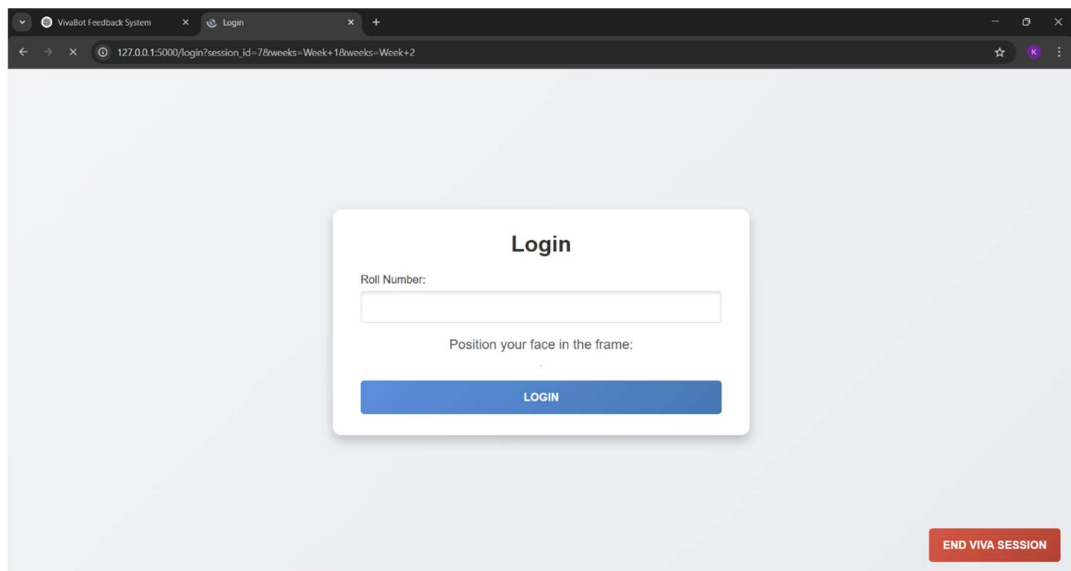 VivaBot Feedback System
Login
127.0.0.1:5000/login?session_id=7&weeks=Week+1&weeks=Week+2
K
Login
Roll Number:
Position your face in the frame:
LOGIN
END VIVA SESSION